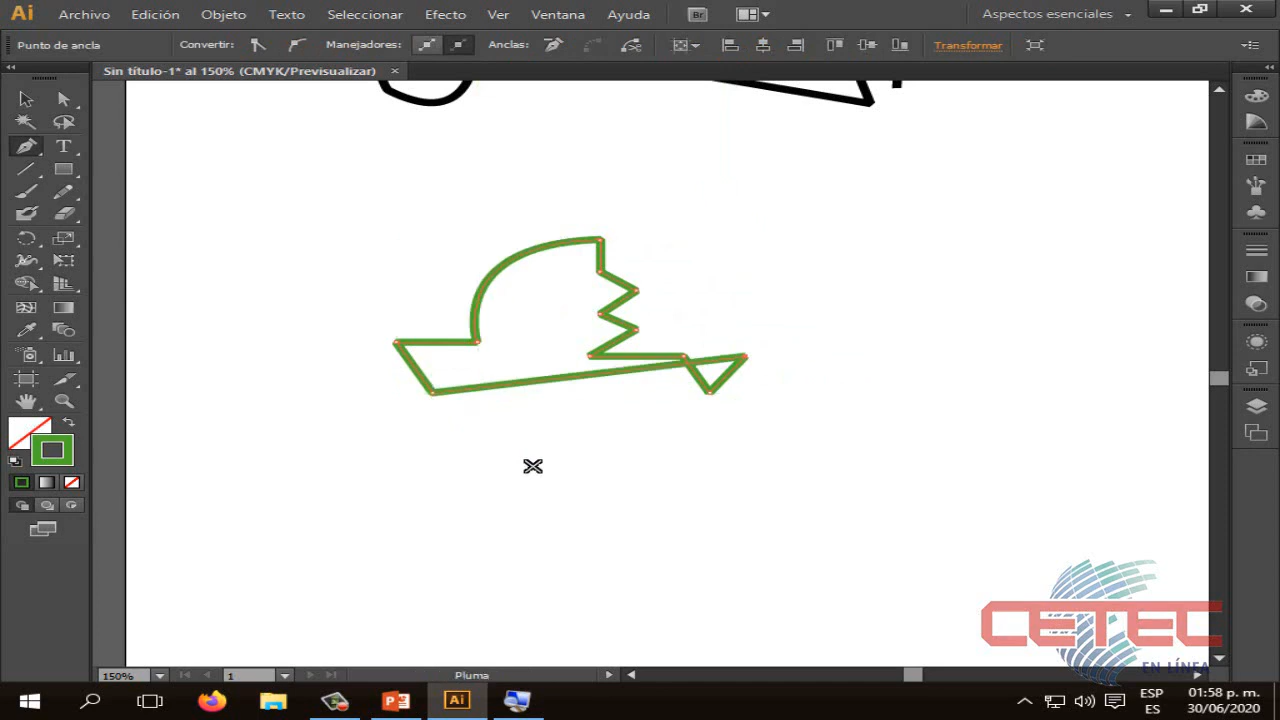 Ai Archivo Edición Objeto Texto Seleccionar Efecto Ver Ventana Ayuda Br Aspectos esenciales
Punto de ancla Convertir: Manejadores: Anclas: Transformar
Sin título-1* al 150% (CMYK/Previsualizar)
T
CETEC
EN LÍNEA
150% 1 Pluma
Ai ESP 01:58 p. m.
ES 30/06/2020